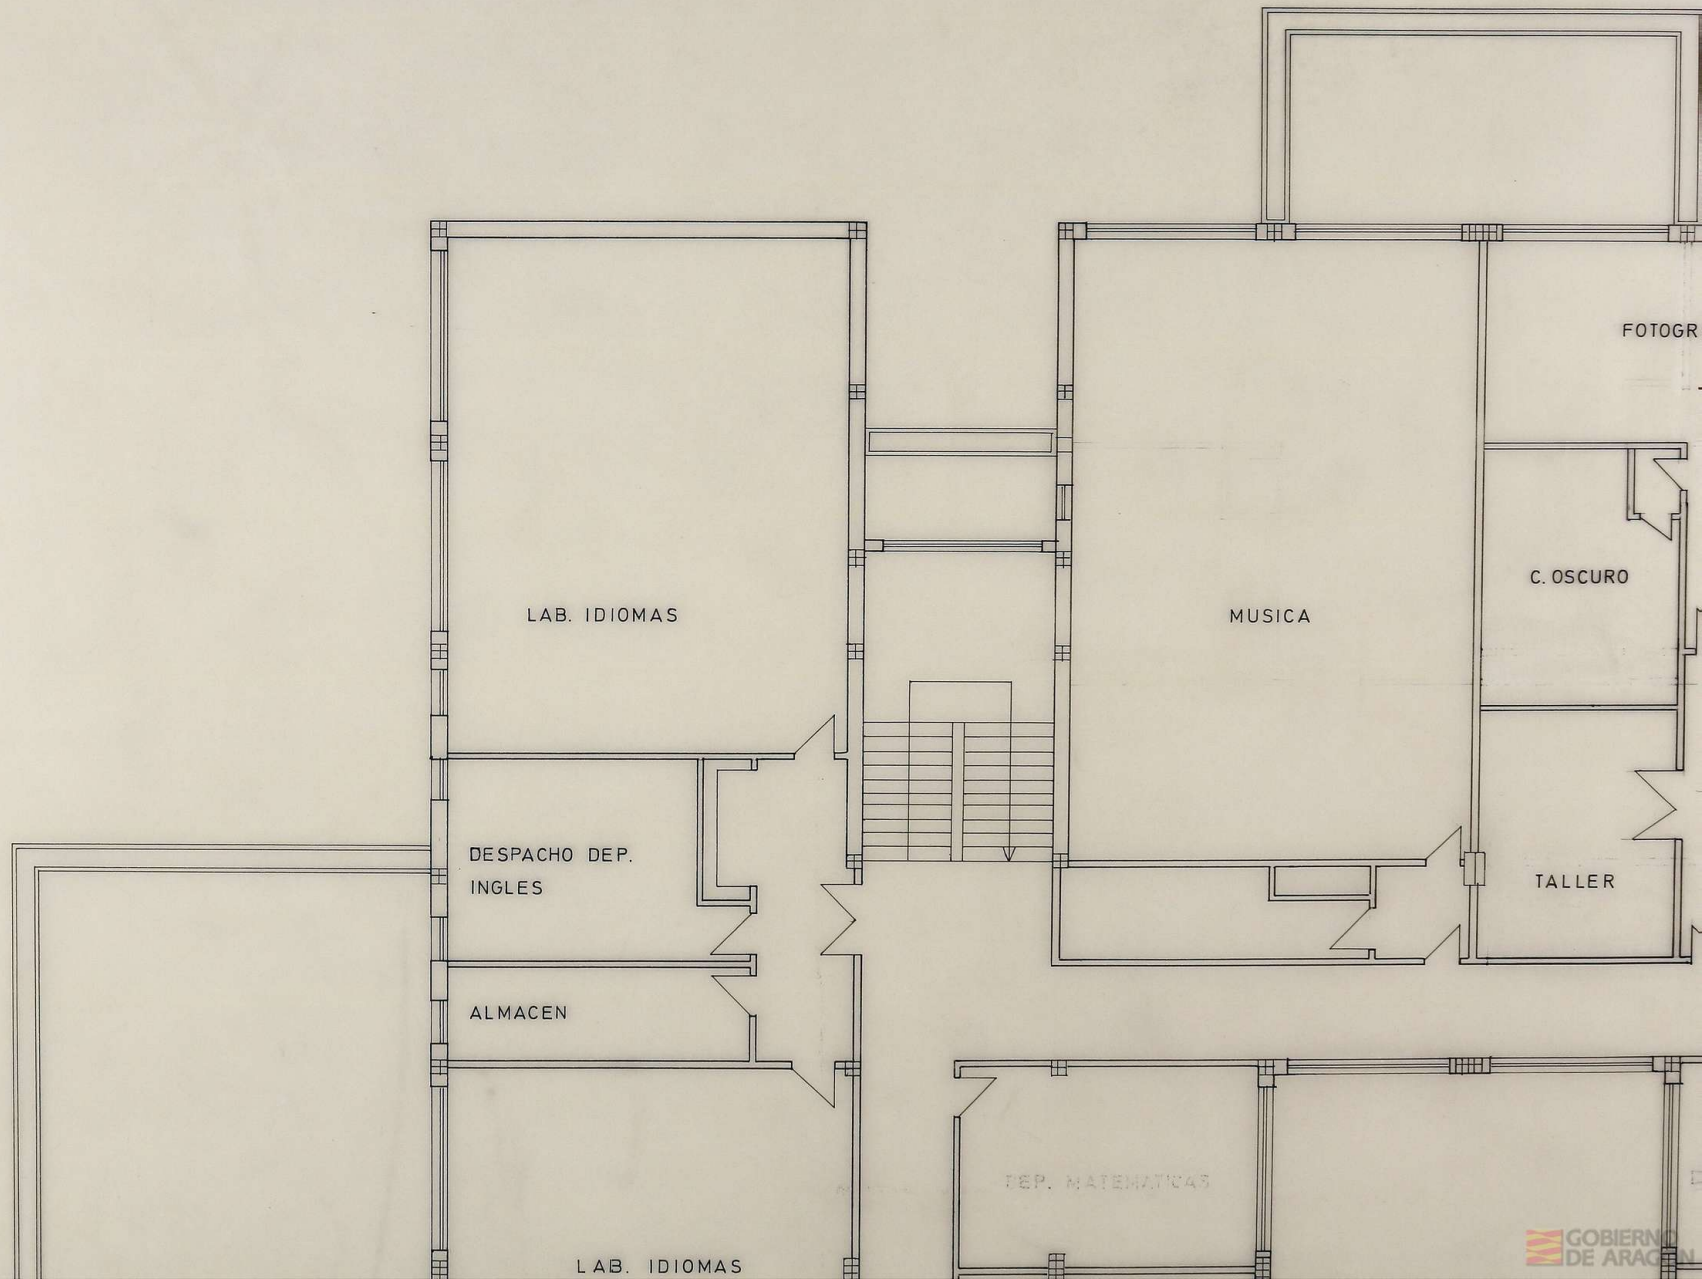 FOTOGR
C. OSCURO
LAB. IDIOMAS
MUSICA
DESPACHO DEP.
INGLES
TALLER
ALMACEN
DEP. MATEMATICAS
LAB. IDIOMAS
GOBIERNO
DE ARAGON